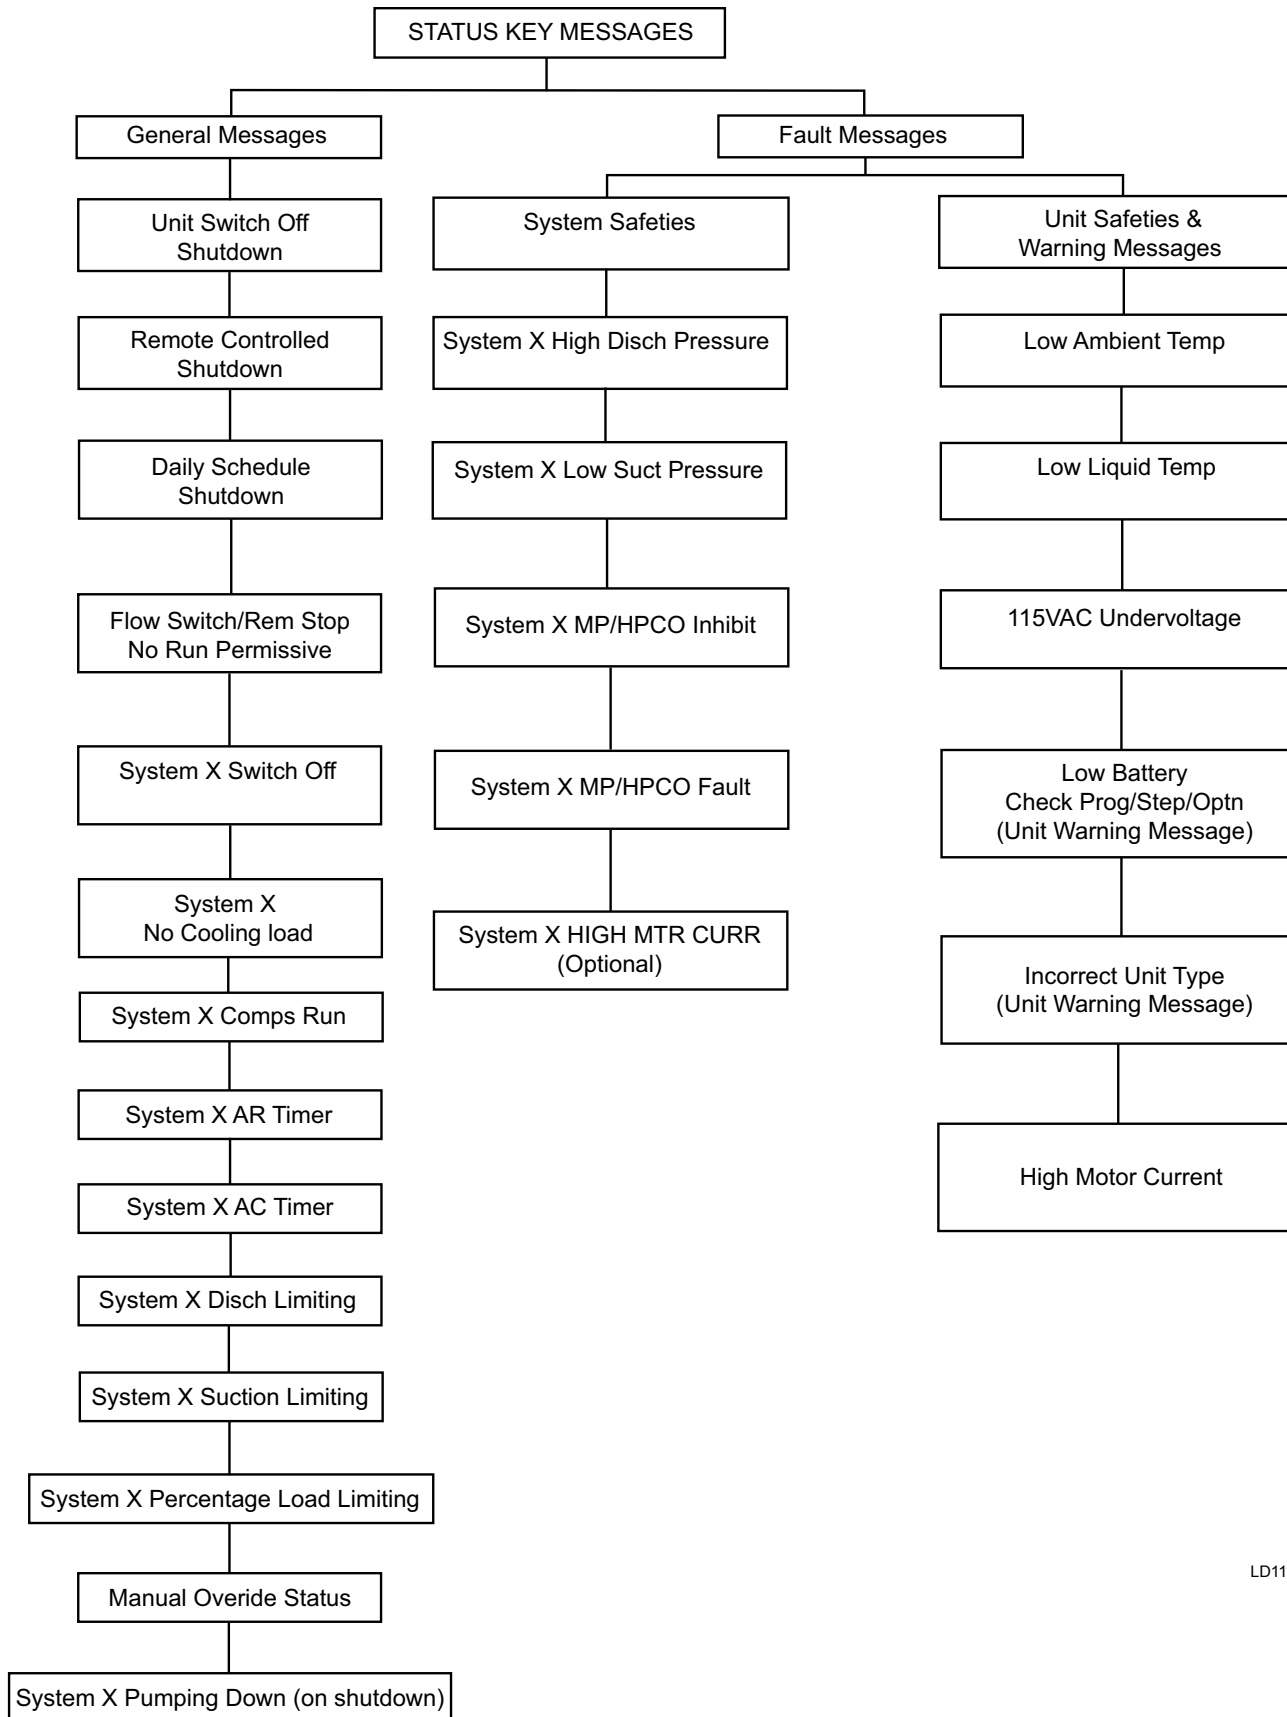 STATUS KEY MESSAGES
General Messages
Fault Messages
Unit Switch Off
Shutdown
Remote Controlled
Shutdown
Daily Schedule
Shutdown
Flow Switch/Rem Stop
No Run Permissive
System X Switch Off
System X
No Cooling load
System X Comps Run
System X AR Timer
System X AC Timer
System X Disch Limiting
System X Suction Limiting
System X Percentage Load Limiting
Manual Overide Status
System X Pumping Down (on shutdown)
System Safeties
System X High Disch Pressure
System X Low Suct Pressure
System X MP/HPCO Inhibit
System X MP/HPCO Fault
System X HIGH MTR CURR
(Optional)
Unit Safeties &
Warning Messages
Low Ambient Temp
Low Liquid Temp
115VAC Undervoltage
Low Battery
Check Prog/Step/Optn
(Unit Warning Message)
Incorrect Unit Type
(Unit Warning Message)
High Motor Current
LD11